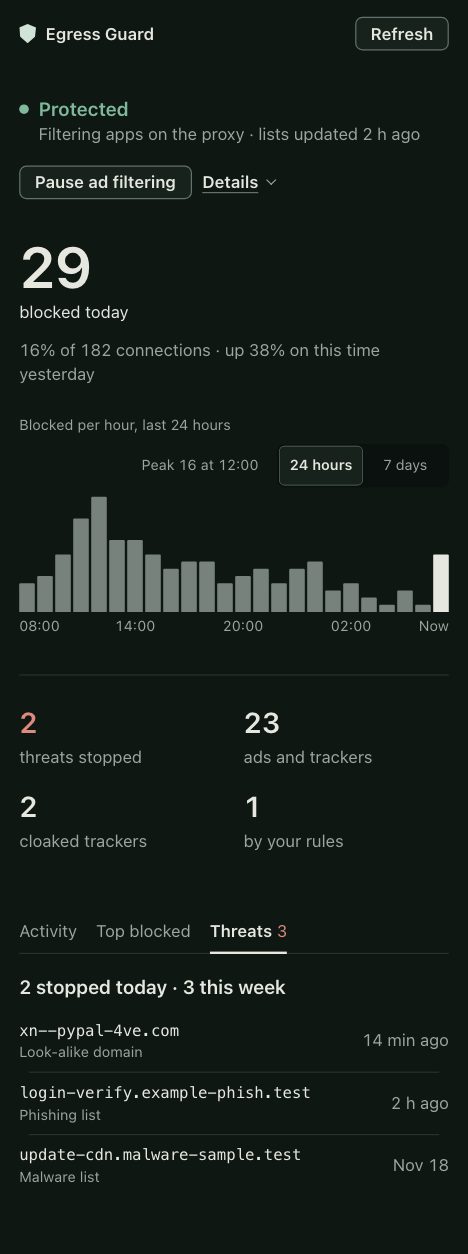 Egress Guard
Refresh
Protected
Filtering apps on the proxy · lists updated 2 h ago
Pause ad filtering
Details
29
blocked today
16% of 182 connections · up 38% on this time
yesterday
Blocked per hour, last 24 hours
Peak 16 at 12:00
24 hours
7 days
08:00
14:00
20:00
02:00
Now
2
threats stopped
23
ads and trackers
2
cloaked trackers
1
by your rules
Activity
Top blocked
Threats 3
2 stopped today · 3 this week
xn--pypal-4ve.com
Look-alike domain
14 min ago
login-verify.example-phish.test
Phishing list
2 h ago
update-cdn.malware-sample.test
Malware list
Nov 18